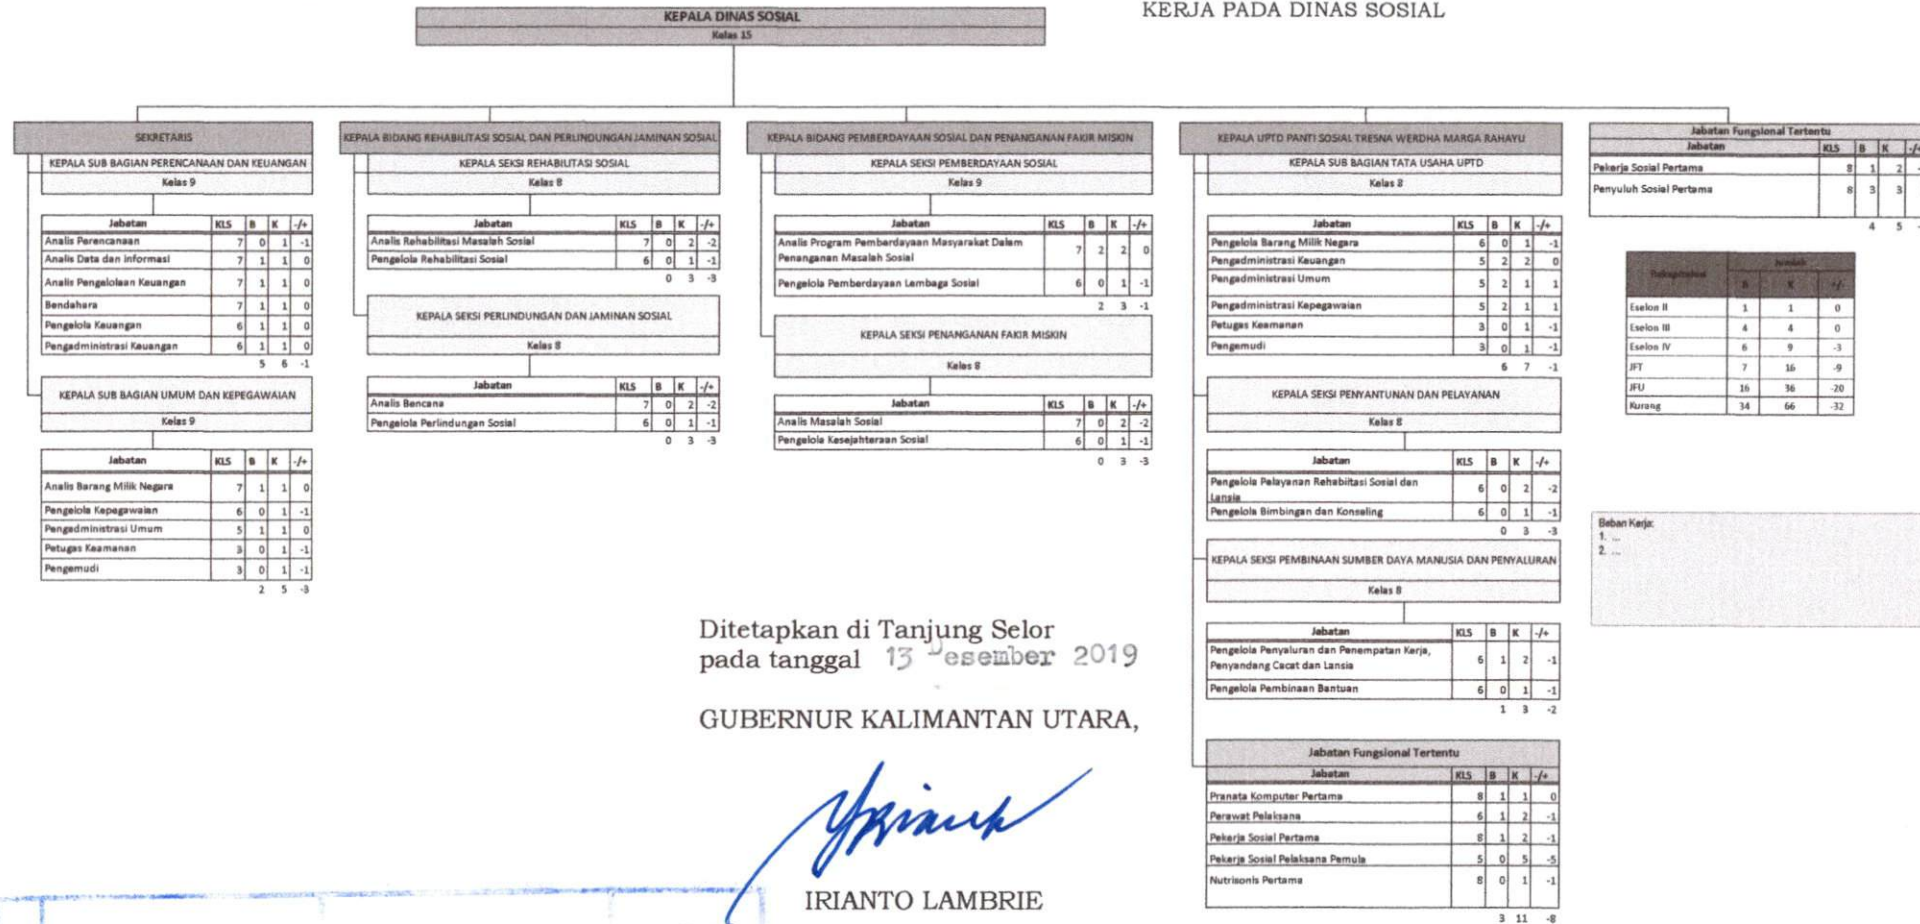 KERJA PADA DINAS SOSIAL
KEPALA DINAS SOSIAL
Kelas 15
SEKRETARIS
KEPALA SUB BAGIAN PERENCANAAN DAN KEUANGAN
Kelas 9
Jabatan KLS B K -/+
Analis Perencanaan 7 0 1 -1
Analis Data dan Informasi 7 1 1 0
Analis Pengelolaan Keuangan 7 1 1 0
Bendahara 7 1 1 0
Pengelola Keuangan 6 1 1 0
Pengadministrasi Keuangan 6 1 1 0
5 6 -1
KEPALA SUB BAGIAN UMUM DAN KEPEGAWAIAN
Kelas 9
Jabatan KLS B K -/+
Analis Barang Milik Negara 7 1 1 0
Pengelola Kepegawaian 6 0 1 -1
Pengadministrasi Umum 5 1 1 0
Petugas Keamanan 3 0 1 -1
Pengemudi 3 0 1 -1
2 5 -3
KEPALA BIDANG REHABILITASI SOSIAL DAN PERLINDUNGAN JAMINAN SOSIAL
KEPALA SEKSI REHABILITASI SOSIAL
Kelas 8
Jabatan KLS B K -/+
Analis Rehabilitasi Masalah Sosial 7 0 2 -2
Pengelola Rehabilitasi Sosial 6 0 1 -1
0 3 -3
KEPALA SEKSI PERLINDUNGAN DAN JAMINAN SOSIAL
Kelas 8
Jabatan KLS B K -/+
Analis Bencana 7 0 2 -2
Pengelola Perlindungan Sosial 6 0 1 -1
0 3 -3
KEPALA BIDANG PEMBERDAYAAN SOSIAL DAN PENANGANAN FAKIR MISKIN
KEPALA SEKSI PEMBERDAYAAN SOSIAL
Kelas 9
Jabatan KLS B K -/+
Analis Program Pemberdayaan Masyarakat Dalam
Penanganan Masalah Sosial 7 2 2 0
Pengelola Pemberdayaan Lembaga Sosial 6 0 1 -1
2 3 -1
KEPALA SEKSI PENANGANAN FAKIR MISKIN
Kelas 8
Jabatan KLS B K -/+
Analis Masalah Sosial 7 0 2 -2
Pengelola Kesejahteraan Sosial 6 0 1 -1
0 3 -3
KEPALA UPTD PANTI SOSIAL TRESNA WERDHA MARGA RAHAYU
KEPALA SUB BAGIAN TATA USAHA UPTD
Kelas 8
Jabatan KLS B K -/+
Pengelola Barang Milik Negara 6 0 1 -1
Pengadministrasi Keuangan 5 2 2 0
Pengadministrasi Umum 5 2 1 1
Pengadministrasi Kepegawaian 5 2 1 1
Petugas Keamanan 3 0 1 -1
Pengemudi 3 0 1 -1
6 7 -1
KEPALA SEKSI PENYANTUNAN DAN PELAYANAN
Kelas 8
Jabatan KLS B K -/+
Pengelola Pelayanan Rehabiltasi Sosial dan
Lansia 6 0 2 -2
Pengelola Bimbingan dan Konseling 6 0 1 -1
0 3 -3
KEPALA SEKSI PEMBINAAN SUMBER DAYA MANUSIA DAN PENYALURAN
Kelas 8
Jabatan KLS B K -/+
Pengelola Penyaluran dan Penempatan Kerja,
Penyandang Cacat dan Lansia 6 1 2 -1
Pengelola Pembinaan Bantuan 6 0 1 -1
1 3 -2
Jabatan Fungsional Tertentu
Jabatan KLS B K -/+
Pranata Komputer Pertama 8 1 1 0
Perawat Pelaksana 6 1 2 -1
Pekerja Sosial Pertama 8 1 2 -1
Pekerja Sosial Pelaksana Pemula 5 0 5 -5
Nutrisonis Pertama 8 0 1 -1
3 11 -8
Jabatan Fungsional Tertentu
Jabatan KLS B K -/+
Pekerja Sosial Pertama 8 1 2
Penyuluh Sosial Pertama 8 3 3
4 5
Rekapitulasi Jumlah
B K +/-
Eselon II 1 1 0
Eselon III 4 4 0
Eselon IV 6 9 -3
JFT 7 16 -9
JFU 16 36 -20
Kurang 34 66 -32
Beban Kerja:
1. ...
2. ...
Ditetapkan di Tanjung Selor
pada tanggal 13 Desember 2019
GUBERNUR KALIMANTAN UTARA,
IRIANTO LAMBRIE